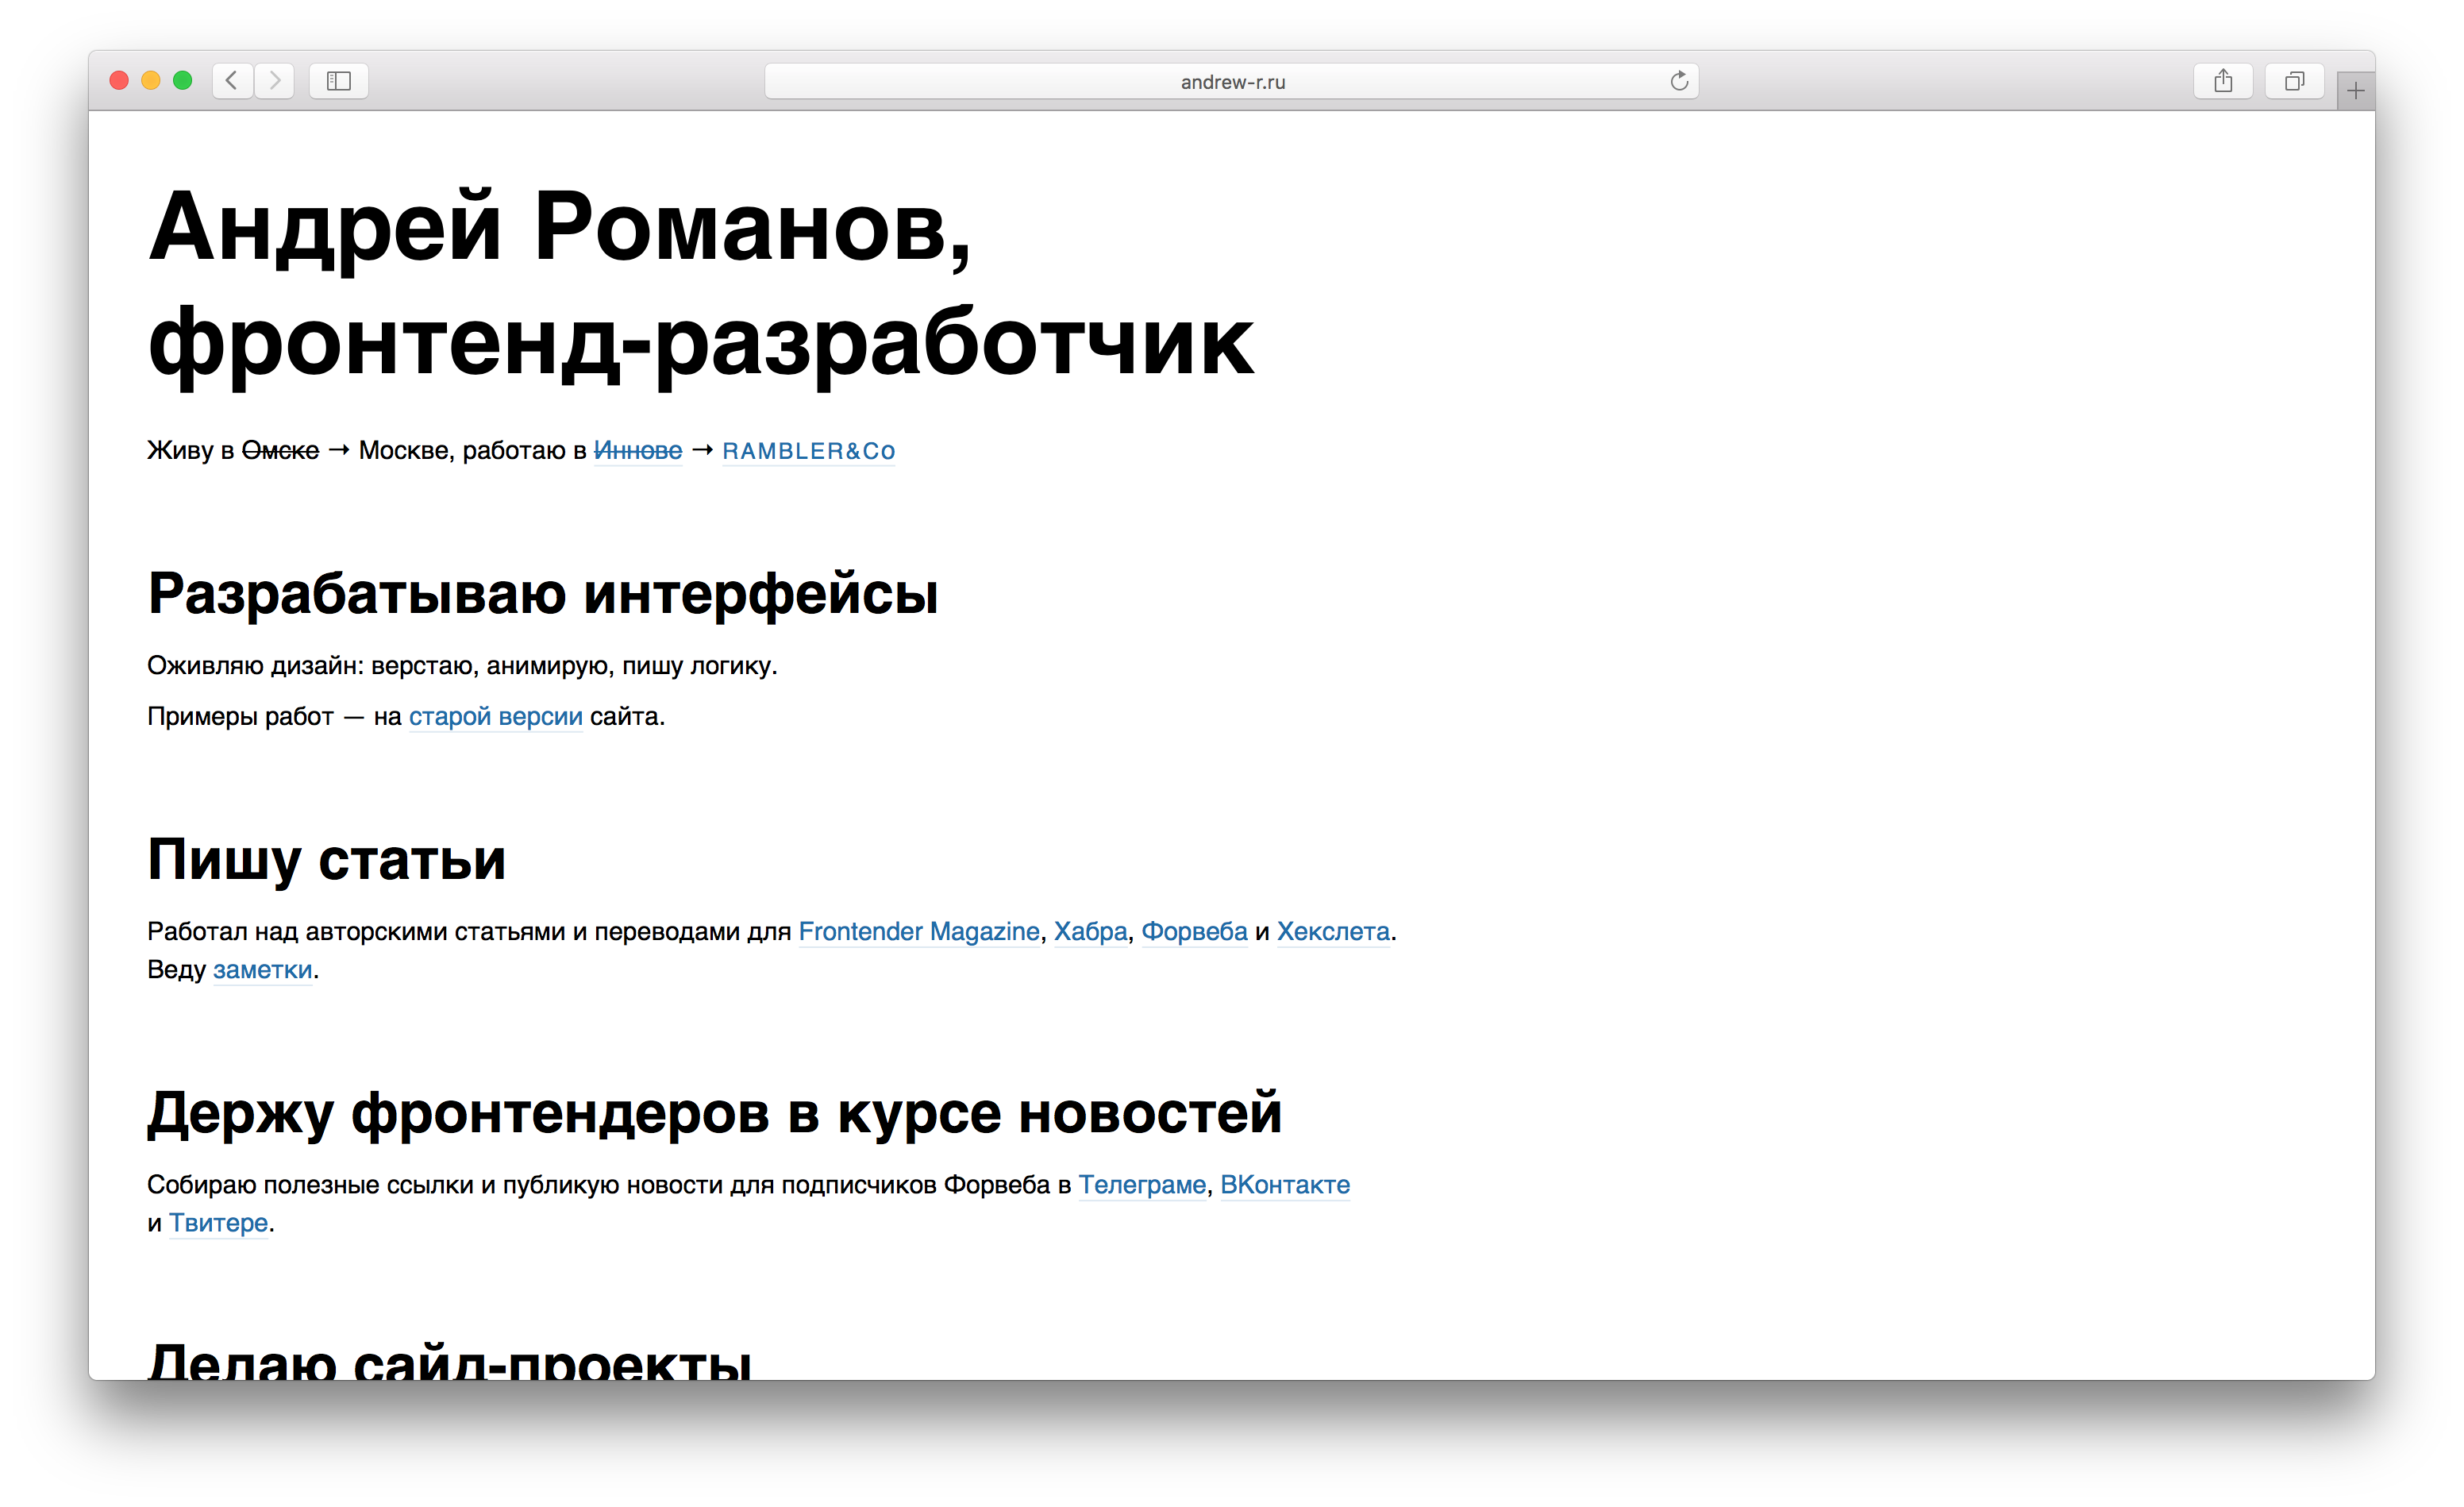 andrew-r.ru
Андрей Романов,
фронтенд-разработчик
Живу в Омске → Москве, работаю в Иннове → RAMBLER&Co
Разрабатываю интерфейсы
Оживляю дизайн: верстаю, анимирую, пишу логику.
Примеры работ — на старой версии сайта.
Пишу статьи
Работал над авторскими статьями и переводами для Frontender Magazine, Хабра, Форвеба и Хекслета.
Веду заметки.
Держу фронтендеров в курсе новостей
Собираю полезные ссылки и публикую новости для подписчиков Форвеба в Телеграме, ВКонтакте
и Твитере.
Делаю сайд-проекты